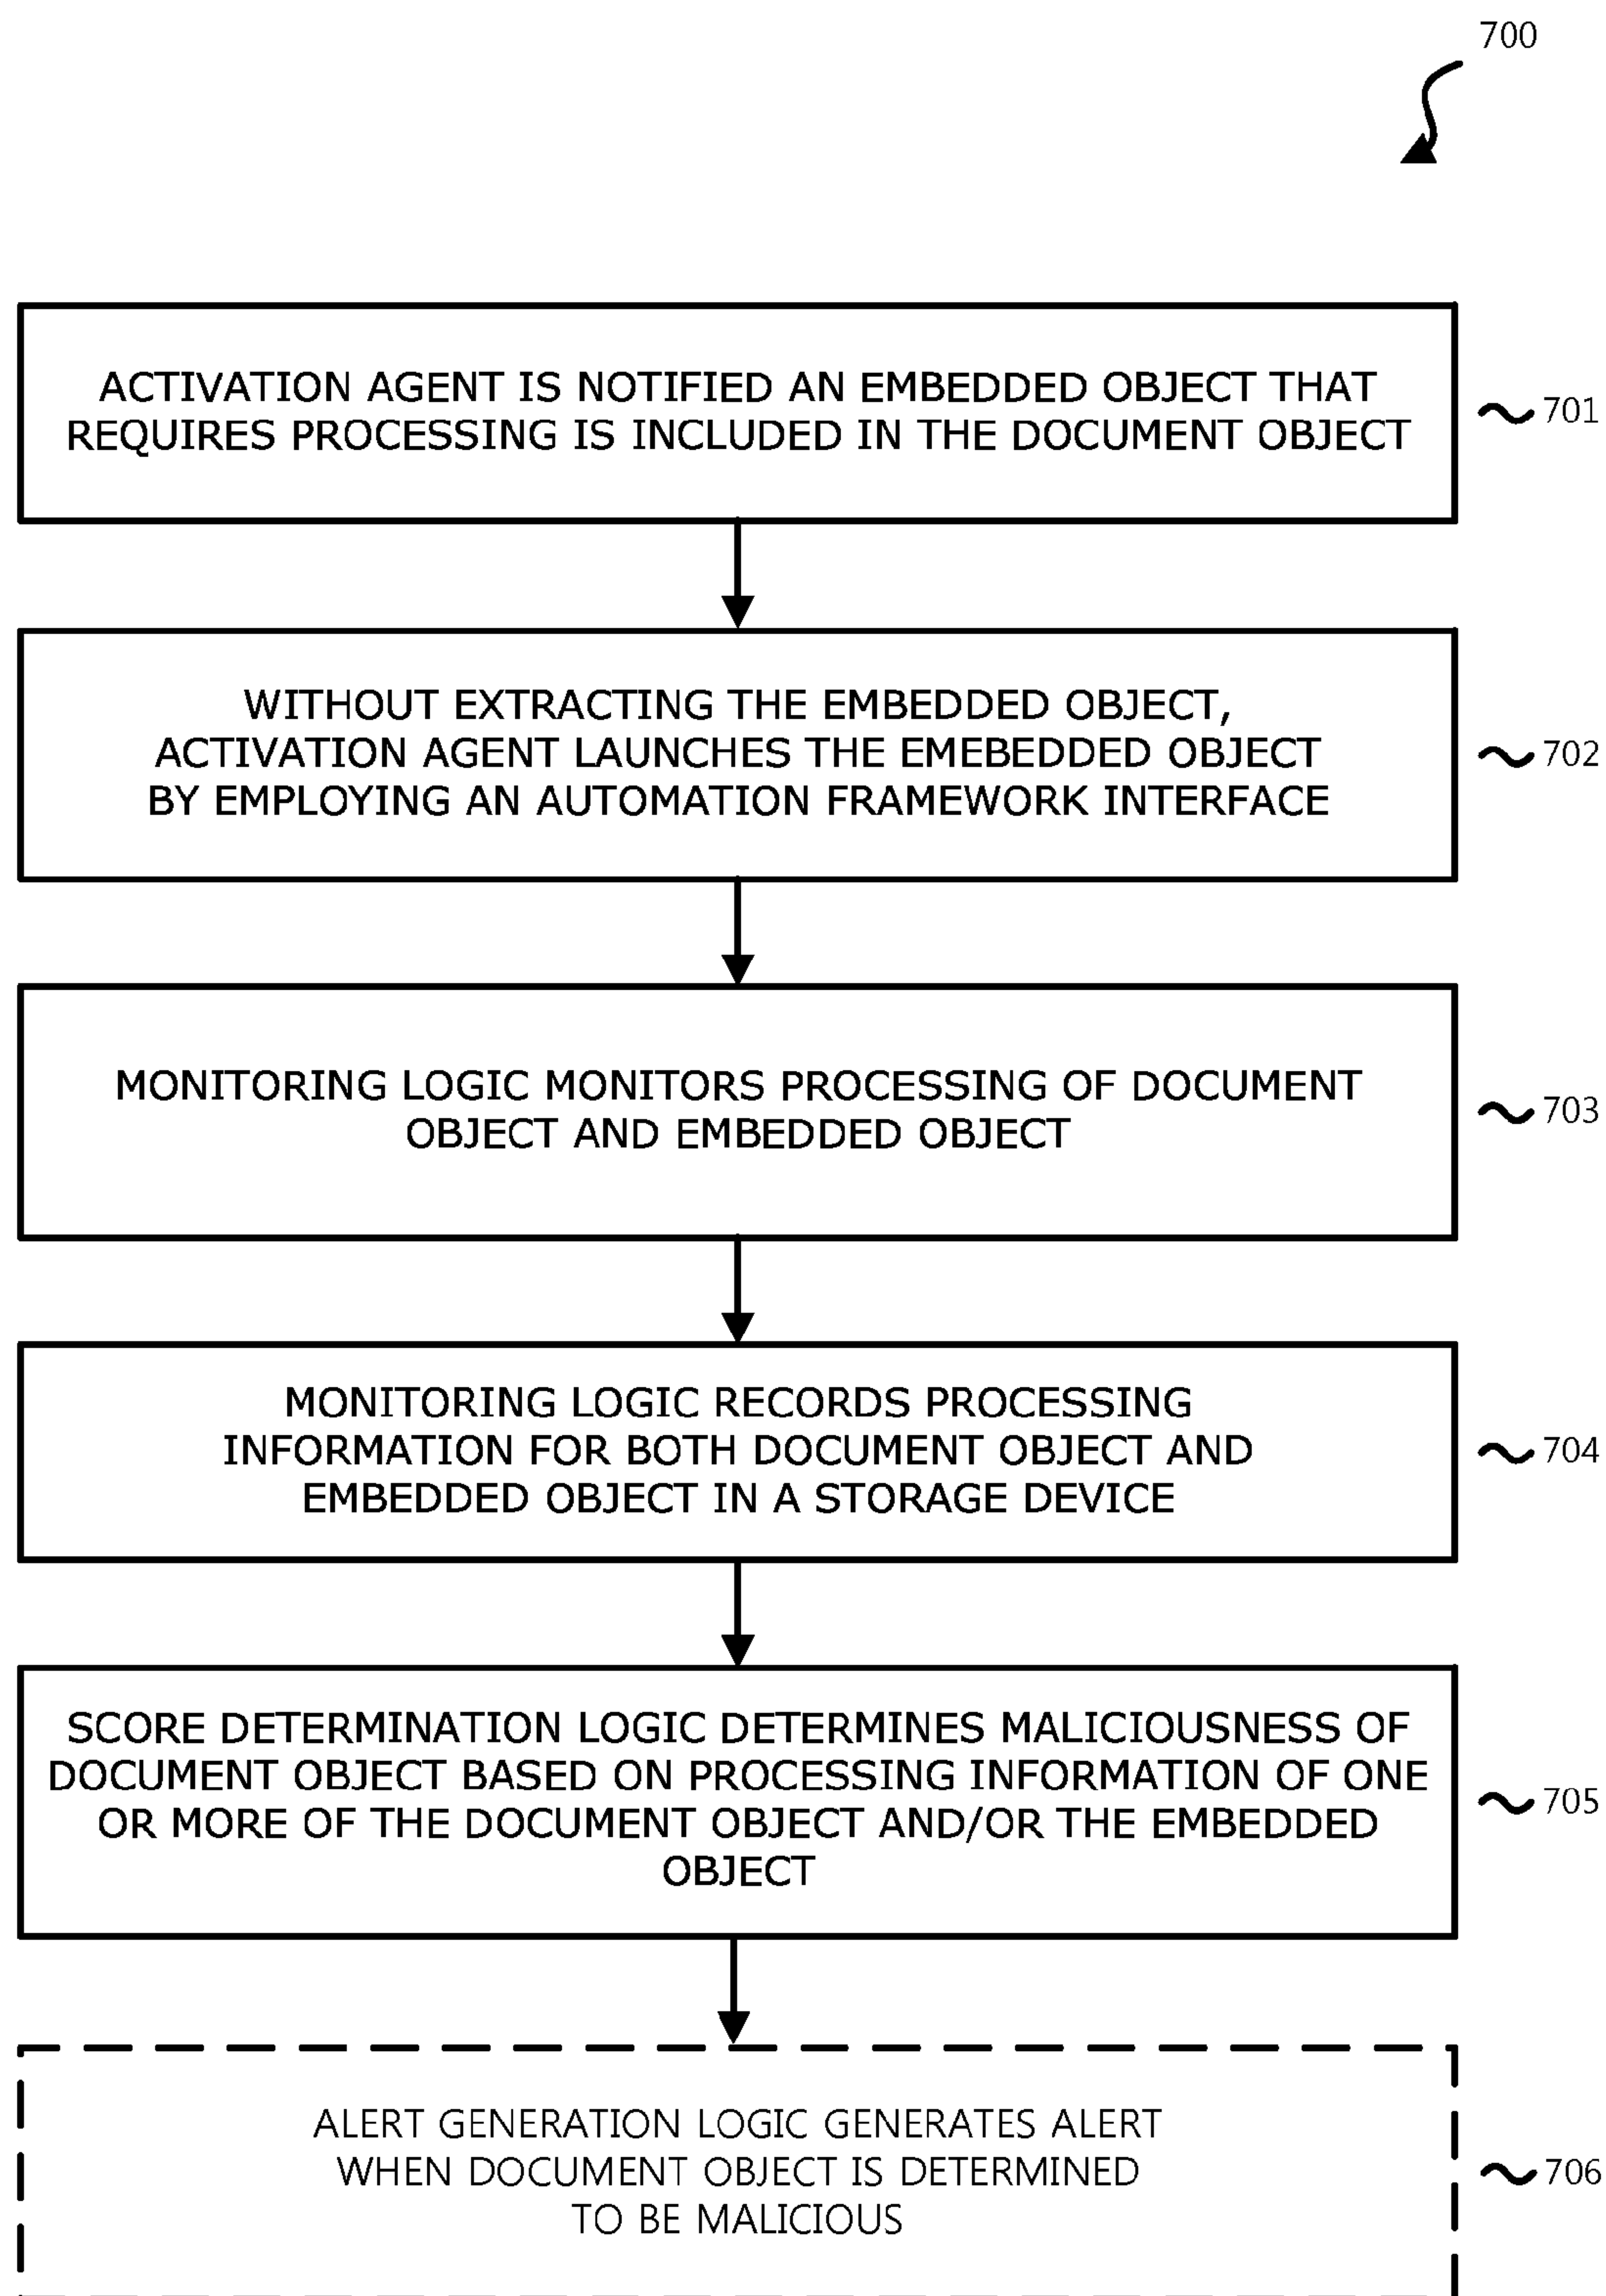 700
ACTIVATION AGENT IS NOTIFIED AN EMBEDDED OBJECT THAT
REQUIRES PROCESSING IS INCLUDED IN THE DOCUMENT OBJECT
701
WITHOUT EXTRACTING THE EMBEDDED OBJECT,
ACTIVATION AGENT LAUNCHES THE EMEBEDDED OBJECT
BY EMPLOYING AN AUTOMATION FRAMEWORK INTERFACE
702
MONITORING LOGIC MONITORS PROCESSING OF DOCUMENT
OBJECT AND EMBEDDED OBJECT
703
MONITORING LOGIC RECORDS PROCESSING
INFORMATION FOR BOTH DOCUMENT OBJECT AND
EMBEDDED OBJECT IN A STORAGE DEVICE
704
SCORE DETERMINATION LOGIC DETERMINES MALICIOUSNESS OF
DOCUMENT OBJECT BASED ON PROCESSING INFORMATION OF ONE
OR MORE OF THE DOCUMENT OBJECT AND/OR THE EMBEDDED
OBJECT
705
ALERT GENERATION LOGIC GENERATES ALERT
WHEN DOCUMENT OBJECT IS DETERMINED
TO BE MALICIOUS
706